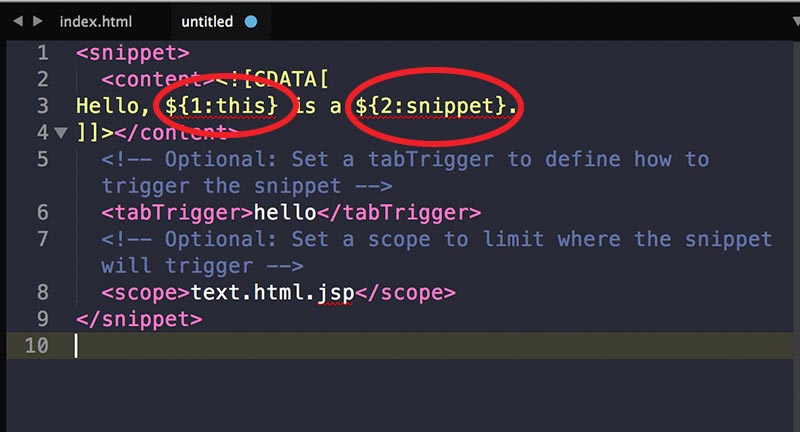 index.html untitled
1 <snippet>
2 <content><![CDATA[
3 Hello, ${1:this} is a ${2:snippet}.
4 ]]></content>
5 <!-- Optional: Set a tabTrigger to define how to
trigger the snippet -->
6 <tabTrigger>hello</tabTrigger>
7 <!-- Optional: Set a scope to limit where the snippet
will trigger -->
8 <scope>text.html.jsp</scope>
9 </snippet>
10